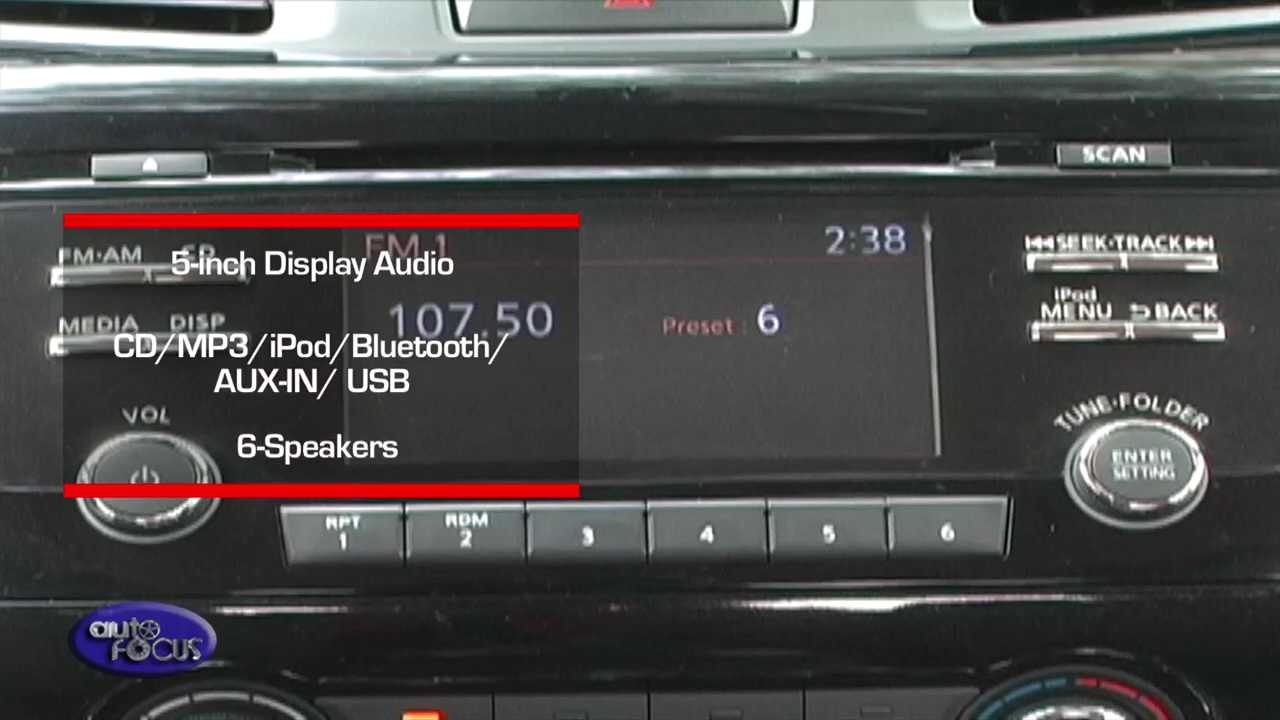 SCAN
FM·AM CD
FM 1
2:38
SEEK·TRACK
5-inch Display Audio
MEDIA DISP
107.50
Preset : 6
iPod
MENU BACK
CD/MP3/iPod/Bluetooth/
AUX-IN/ USB
VOL
TUNE·FOLDER
6-Speakers
ENTER
SETTING
RPT
1
RDM
2
3
4
5
6
auto
FOCUS